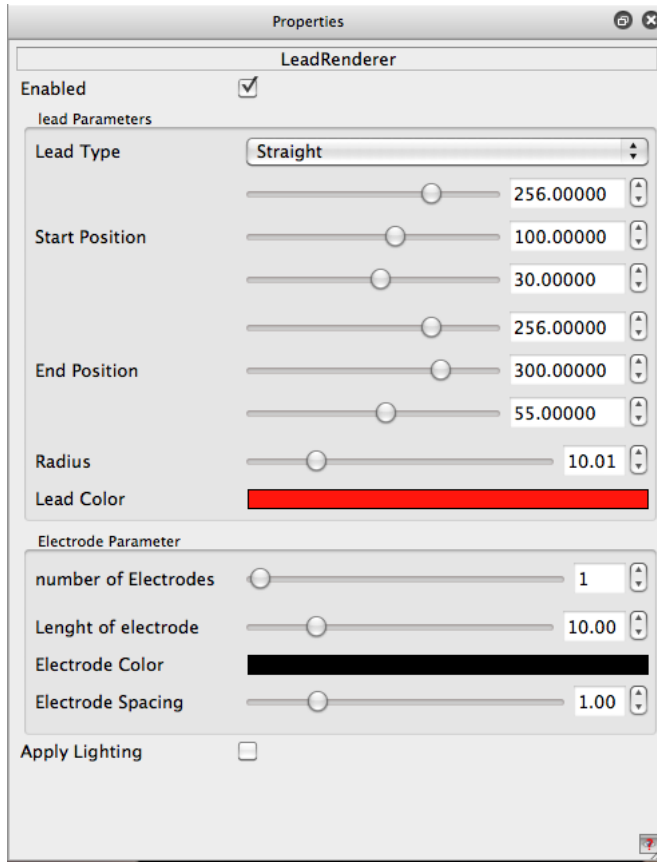 Properties
LeadRenderer
Enabled
lead Parameters
Lead Type Straight
256.00000
Start Position 100.00000
30.00000
256.00000
End Position 300.00000
55.00000
Radius 10.01
Lead Color
Electrode Parameter
number of Electrodes 1
Lenght of electrode 10.00
Electrode Color
Electrode Spacing 1.00
Apply Lighting
?